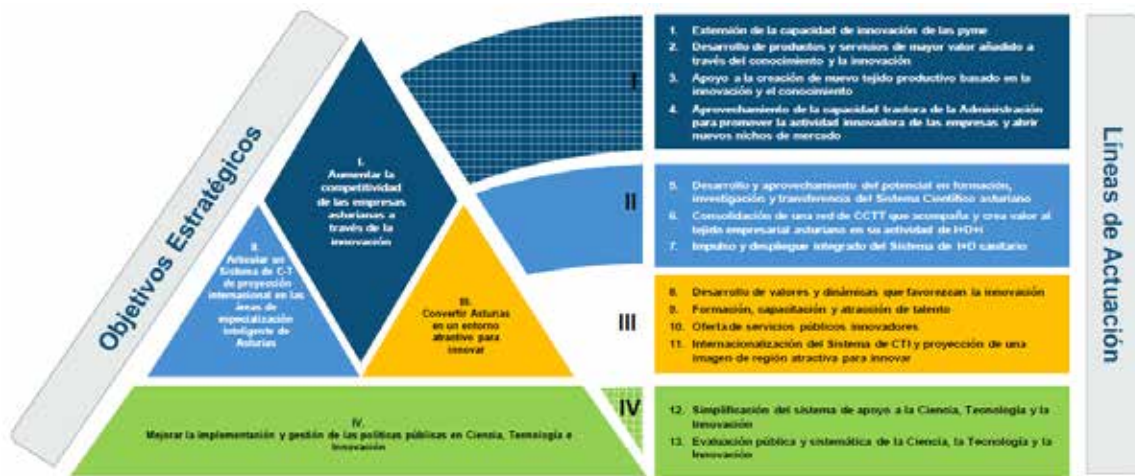 Objetivos Estratégicos
I.
Aumentar la
competitividad
de las empresas
asturianas a
través de la
innovación
II.
Articular un
Sistema de C-T
de proyección
internacional en las
áreas de
especialización
inteligente de
Asturias
III.
Convertir Asturias
en un entorno
atractivo para
innovar
IV.
Mejorar la implementación y gestión de las políticas públicas en Ciencia, Tecnología e
Innovación
I
1. Extensión de la capacidad de innovación de las pyme
2. Desarrollo de productos y servicios de mayor valor añadido a
través del conocimiento y la innovación
3. Apoyo a la creación de nuevo tejido productivo basado en la
innovación y el conocimiento
4. Aprovechamiento de la capacidad tractora de la Administración
para promover la actividad innovadora de las empresas y abrir
nuevos nichos de mercado
II
5. Desarrollo y aprovechamiento del potencial en formación,
investigación y transferencia del Sistema Científico asturiano
6. Consolidación de una red de CCTT que acompaña y crea valor al
tejido empresarial asturiano en su actividad de I+D+i
7. Impulso y despliegue integrado del Sistema de I+D sanitario
III
8. Desarrollo de valores y dinámicas que favorezcan la innovación
9. Formación, capacitación y atracción de talento
10. Oferta de servicios públicos innovadores
11. Internacionalización del Sistema de CTI y proyección de una
imagen de región atractiva para innovar
IV
12. Simplificación del sistema de apoyo a la Ciencia, Tecnología y la
Innovación
13. Evaluación pública y sistemática de la Ciencia, la Tecnología y la
Innovación
Líneas de Actuación